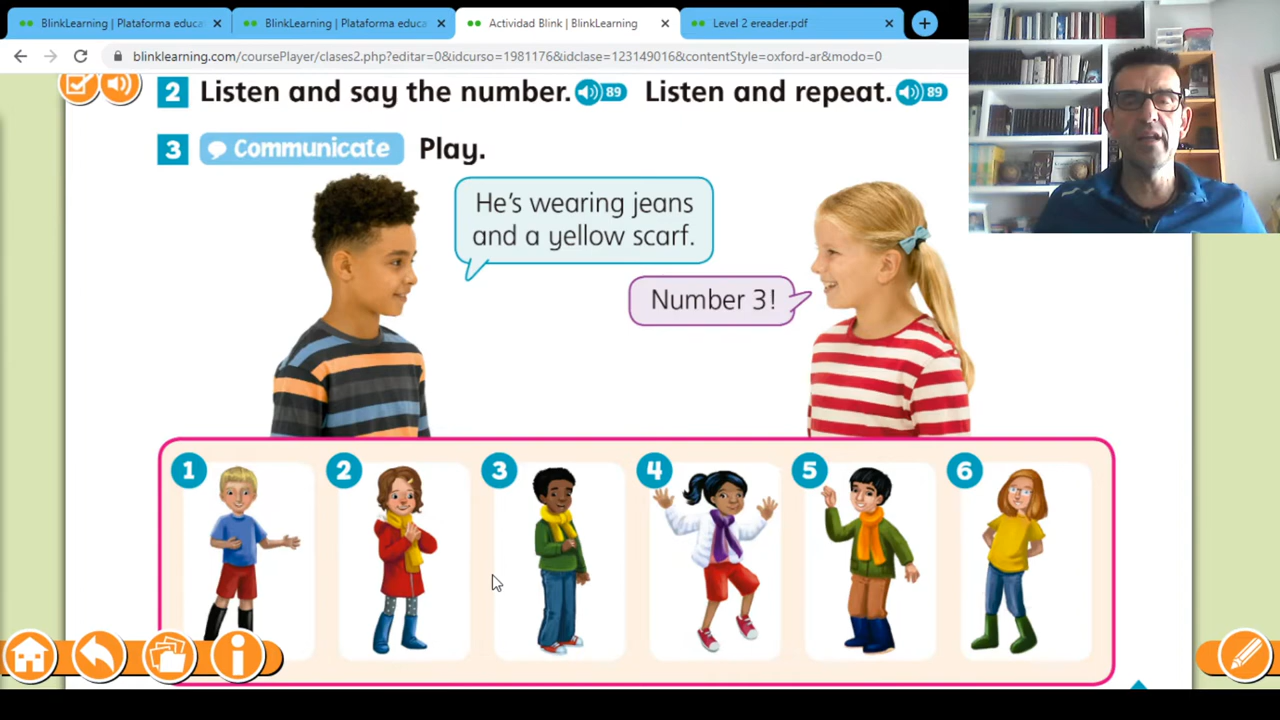 BlinkLearning | Plataforma educa
BlinkLearning | Plataforma educa
Actividad Blink | BlinkLearning
Level 2 ereader.pdf
blinklearning.com/coursePlayer/clases2.php?editar=0&idcurso=1981176&idclase=123149016&contentStyle=oxford-ar&modo=0
2 Listen and say the number. 89 Listen and repeat. 89
3 Communicate Play.
He's wearing jeans
and a yellow scarf.
Number 3!
1 2 3 4 5 6